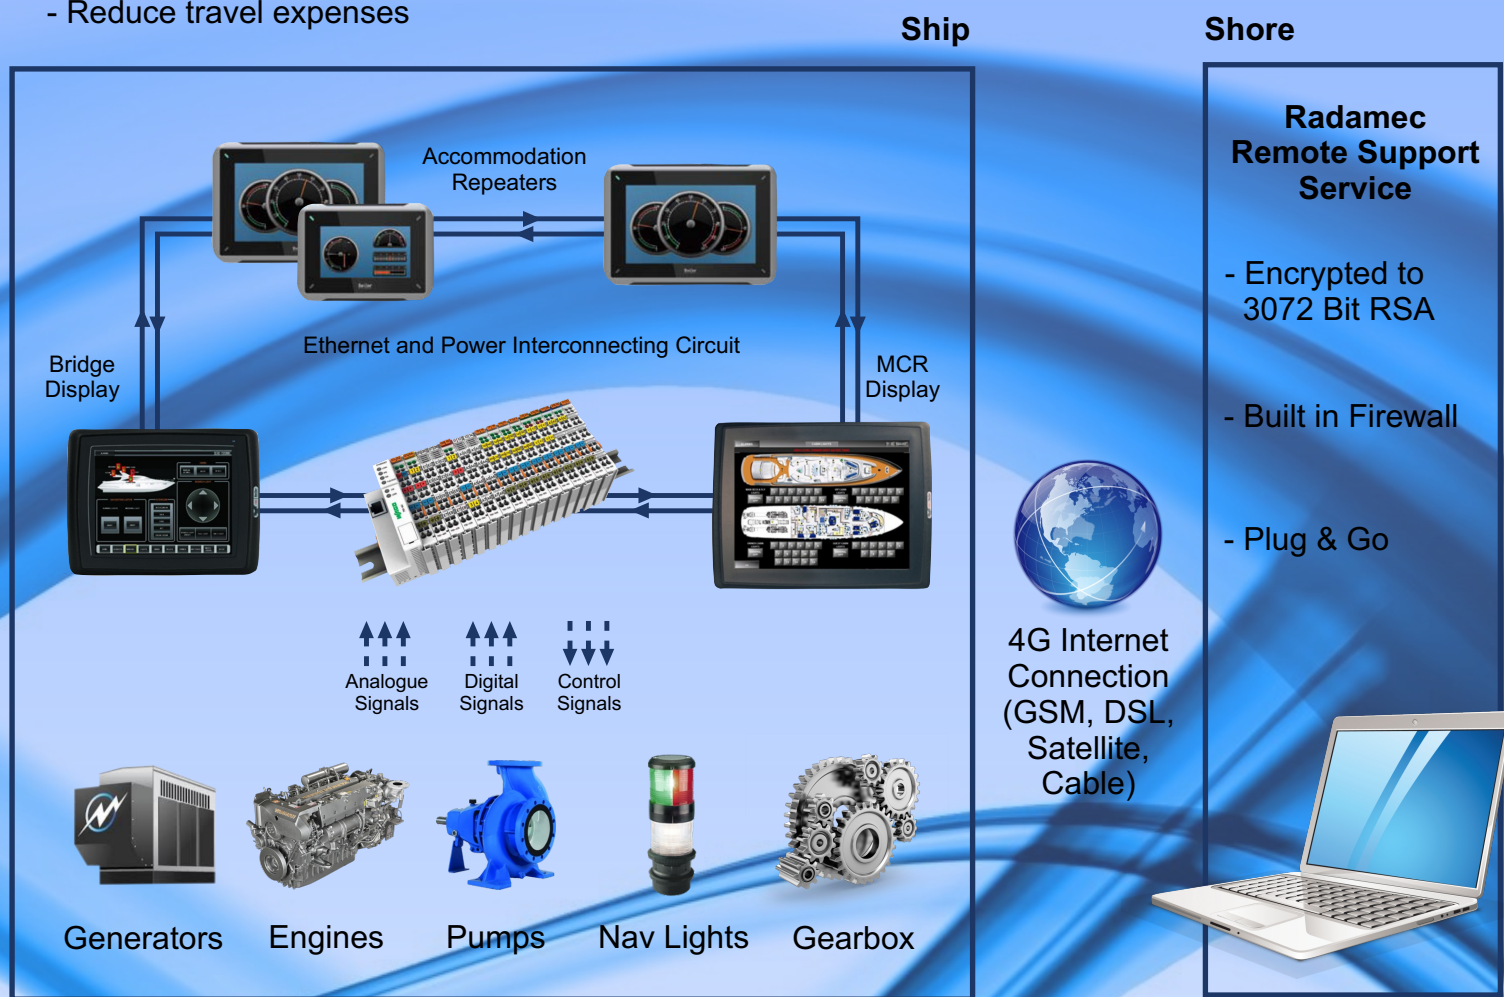 - Reduce travel expenses
Ship
Shore
Accommodation
Repeaters
Ethernet and Power Interconnecting Circuit
Bridge
Display
MCR
Display
Analogue
Signals
Digital
Signals
Control
Signals
Generators
Engines
Pumps
Nav Lights
Gearbox
4G Internet
Connection
(GSM, DSL,
Satellite,
Cable)
Radamec
Remote Support
Service
- Encrypted to
3072 Bit RSA
- Built in Firewall
- Plug & Go